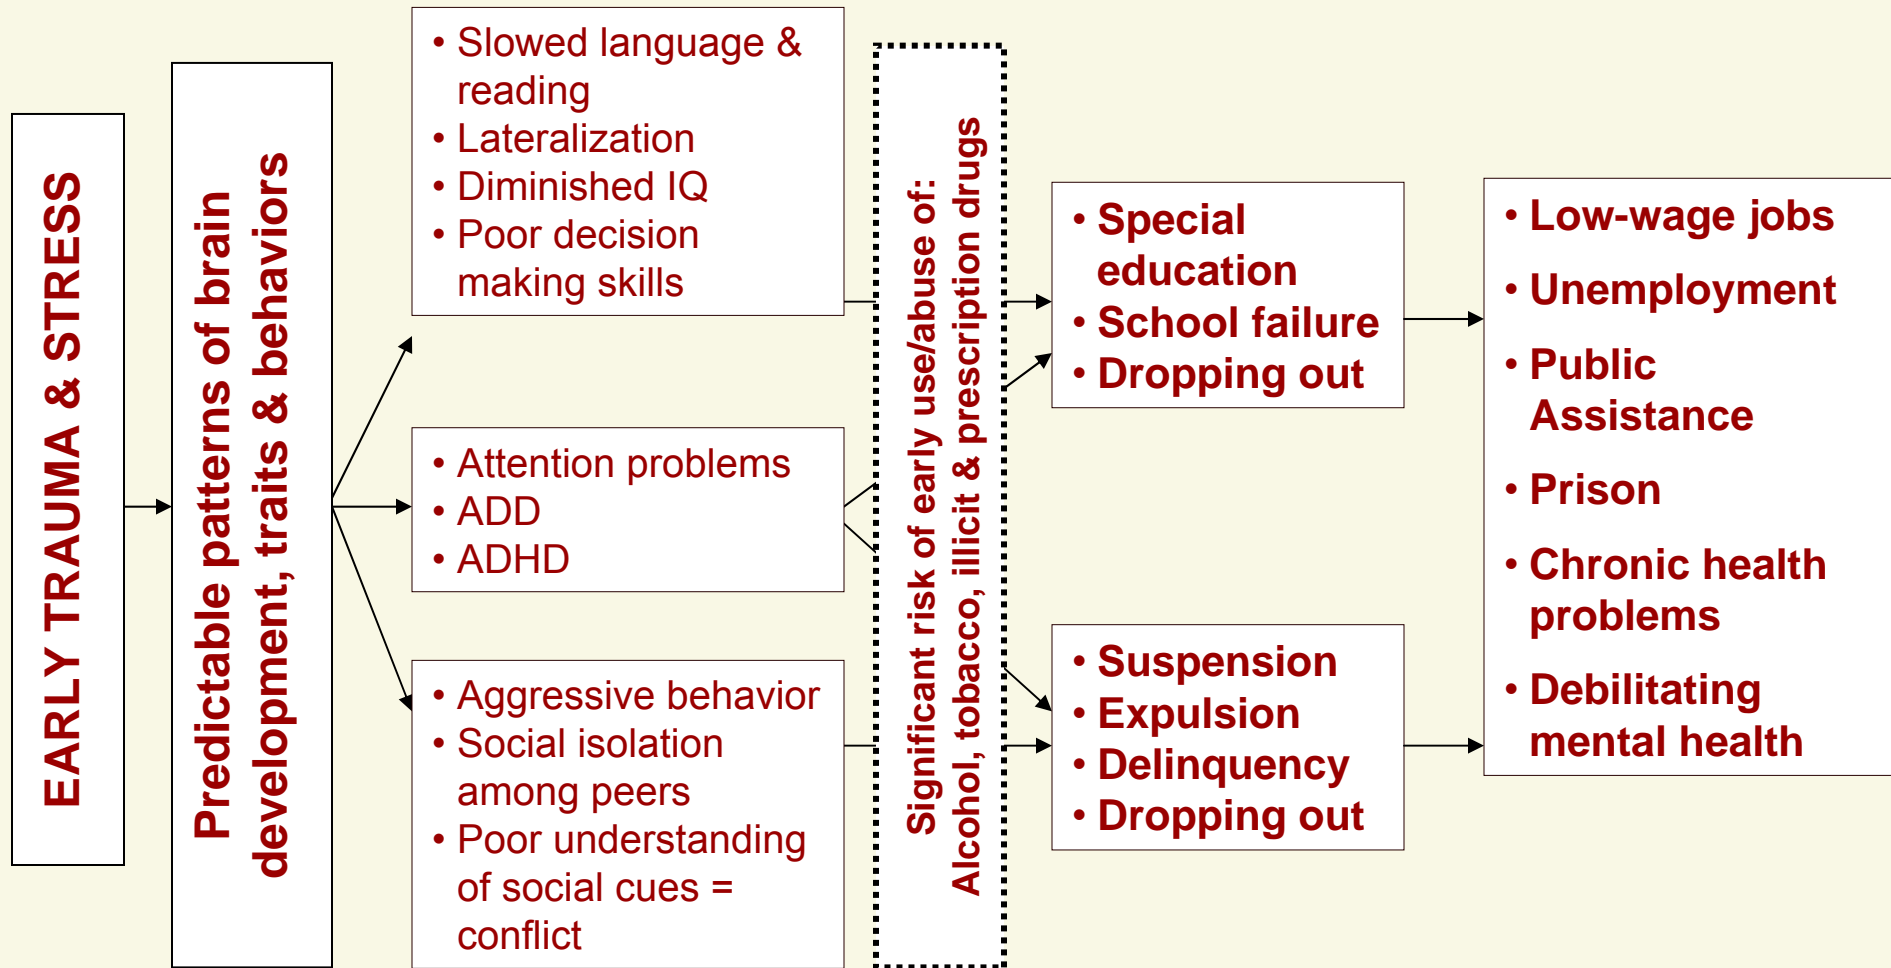 EARLY TRAUMA & STRESS
Predictable patterns of brain
development, traits & behaviors
• Slowed language &
reading
• Lateralization
• Diminished IQ
• Poor decision
making skills
• Attention problems
• ADD
• ADHD
• Aggressive behavior
• Social isolation
among peers
• Poor understanding
of social cues =
conflict
Significant risk of early use/abuse of:
Alcohol, tobacco, illicit & prescription drugs
• Special
education
• School failure
• Dropping out
• Suspension
• Expulsion
• Delinquency
• Dropping out
• Low-wage jobs
• Unemployment
• Public
Assistance
• Prison
• Chronic health
problems
• Debilitating
mental health